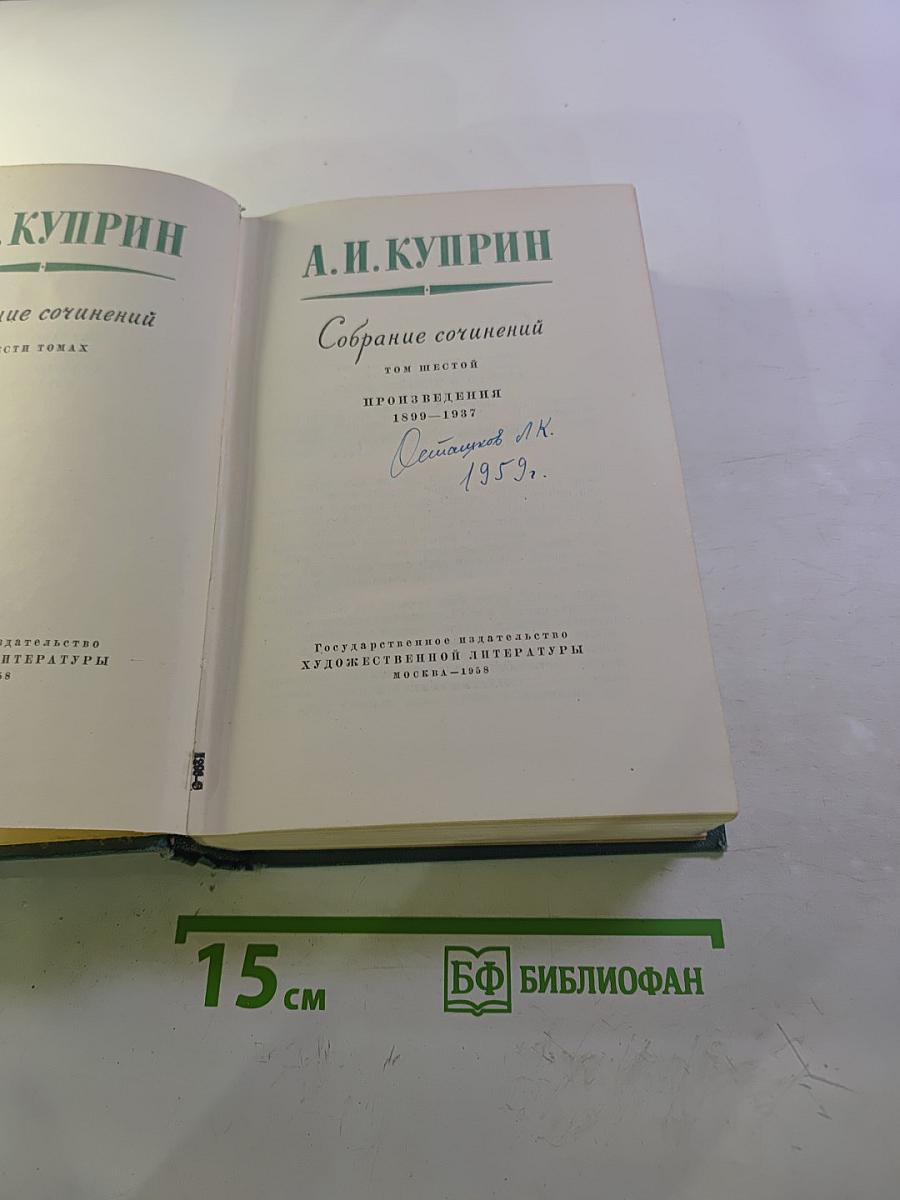 . КУПРИН
ние сочинений
ЕСТИ ТОМАХ
здательство
ИТЕРАТУРЫ
58
А. И. КУПРИН
Собрание сочинений
ТОМ ШЕСТОЙ
ПРОИЗВЕДЕНИЯ
1899—1937
Осташков Л К.
1959г.
Государственное издательство
ХУДОЖЕСТВЕННОЙ ЛИТЕРАТУРЫ
МОСКВА—1958
15 см
БФ БИБЛИОФАН